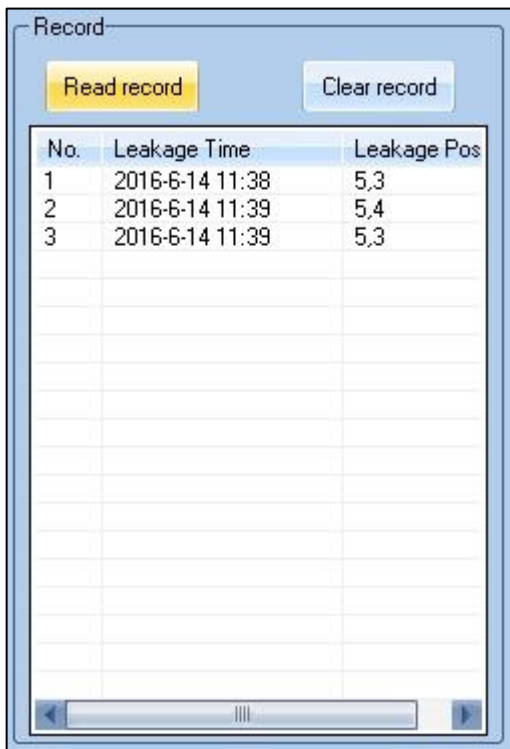 Record
Read record Clear record
No. Leakage Time Leakage Pos
1 2016-6-14 11:38 5,3
2 2016-6-14 11:39 5,4
3 2016-6-14 11:39 5,3